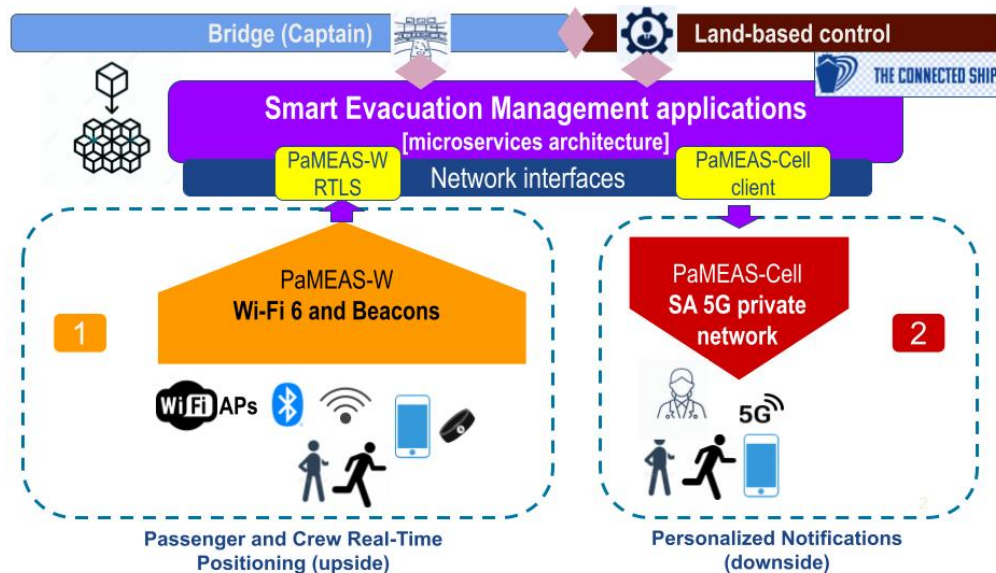 Bridge (Captain)
Land-based control
THE CONNECTED SHIP
Smart Evacuation Management applications
[microservices architecture]
PaMEAS-W
RTLS
Network interfaces
PaMEAS-Cell
client
PaMEAS-W
Wi-Fi 6 and Beacons
1
WiFi APs
PaMEAS-Cell
SA 5G private
network
2
5G
2
Passenger and Crew Real-Time
Positioning (upside)
Personalized Notifications
(downside)